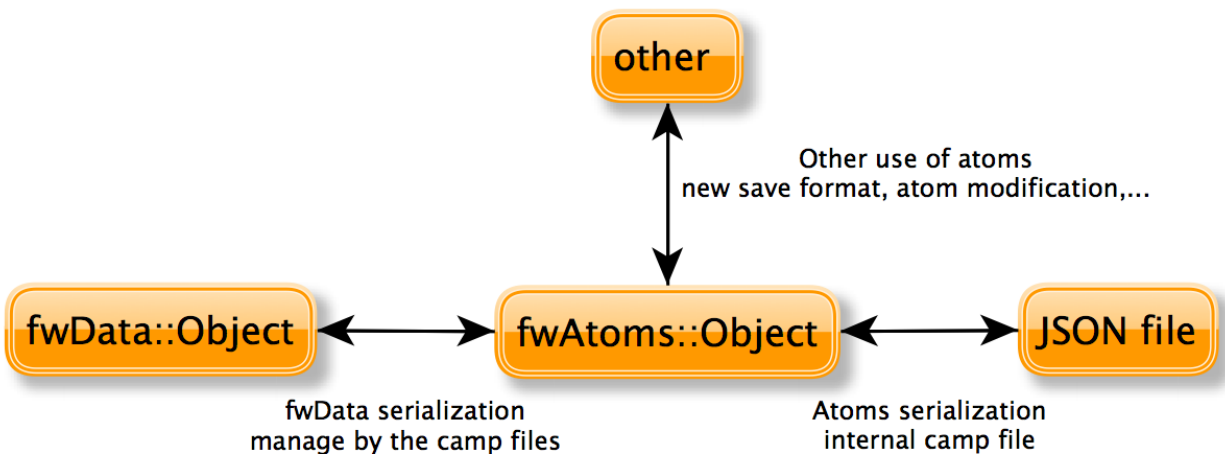 other
Other use of atoms
new save format, atom modification,...
fwData::Object
fwAtoms::Object
JSON file
fwData serialization
manage by the camp files
Atoms serialization
internal camp file